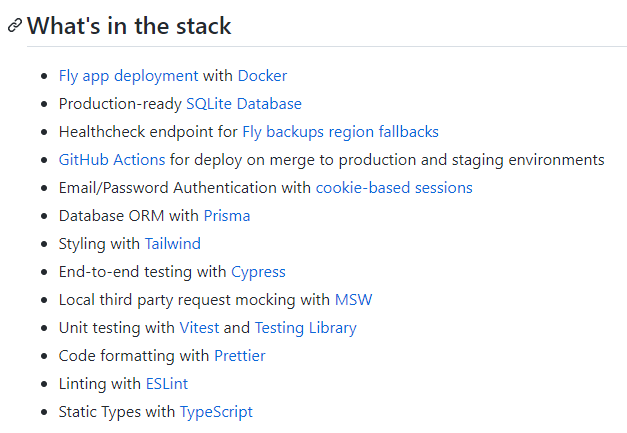 What's in the stack
Fly app deployment with Docker
Production-ready SQLite Database
Healthcheck endpoint for Fly backups region fallbacks
GitHub Actions for deploy on merge to production and staging environments
Email/Password Authentication with cookie-based sessions
Database ORM with Prisma
Styling with Tailwind
End-to-end testing with Cypress
Local third party request mocking with MSW
Unit testing with Vitest and Testing Library
Code formatting with Prettier
Linting with ESLint
Static Types with TypeScript